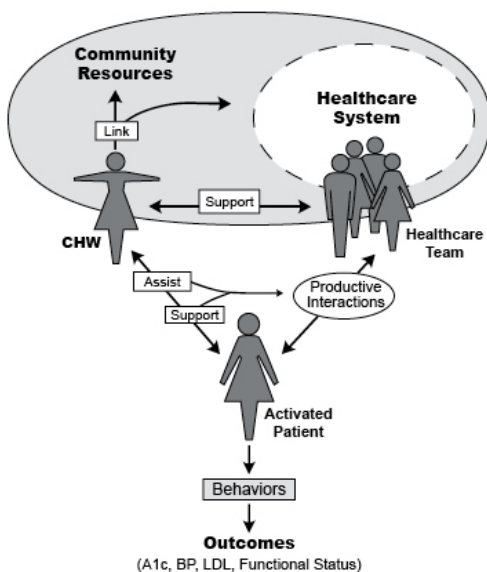 Community
Resources
Healthcare
System
Link
Support
CHW
Healthcare
Team
Assist
Productive
Interactions
Support
Activated
Patient
Behaviors
Outcomes
(A1c, BP, LDL, Functional Status)